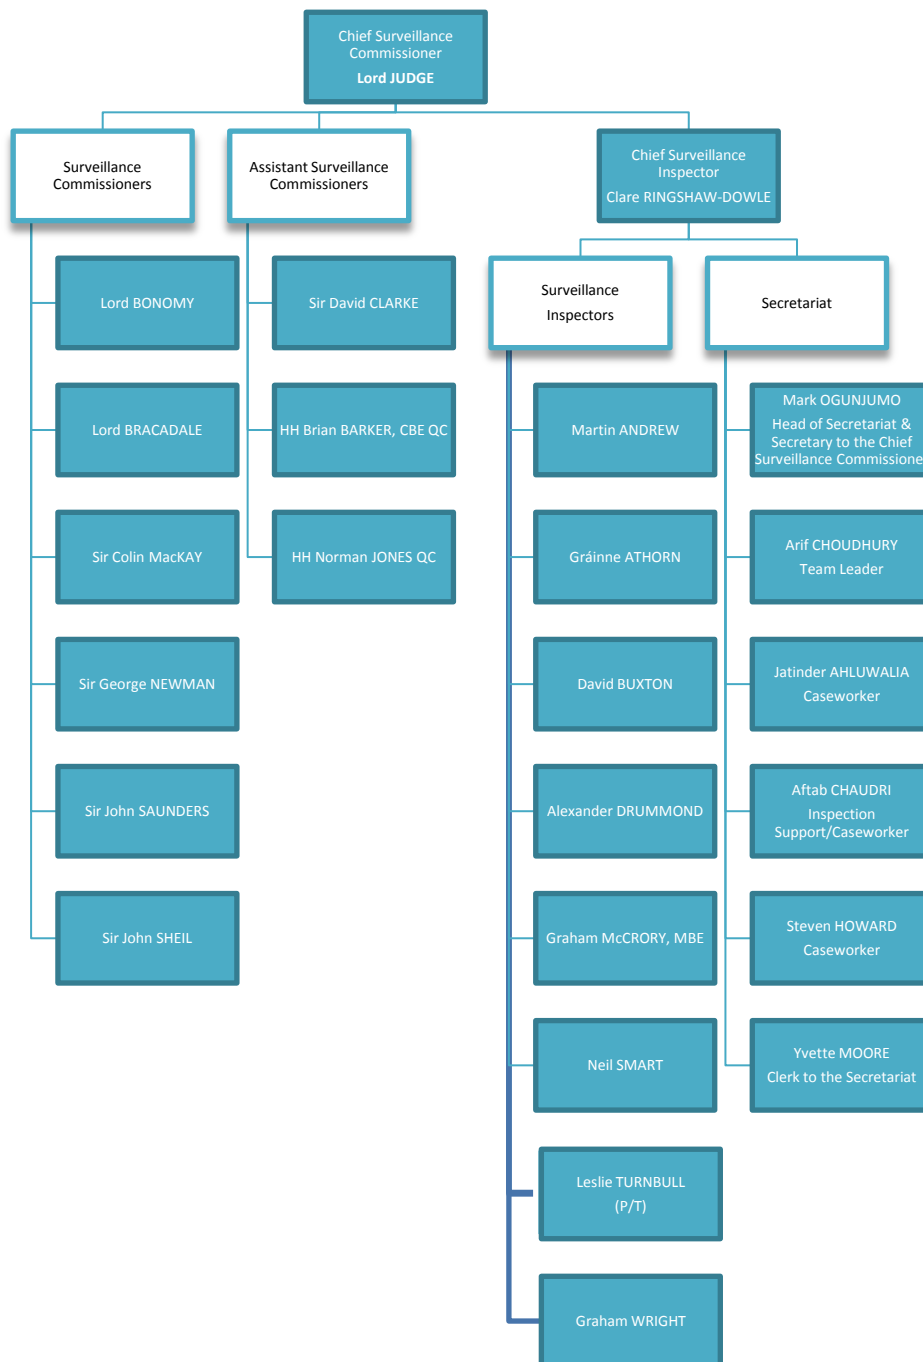 Chief Surveillance
Commissioner
Lord JUDGE
Surveillance
Commissioners
Assistant Surveillance
Commissioners
Chief Surveillance
Inspector
Clare RINGSHAW-DOWLE
Surveillance
Inspectors
Secretariat
Lord BONOMY
Lord BRACADALE
Sir Colin MacKAY
Sir George NEWMAN
Sir John SAUNDERS
Sir John SHEIL
Sir David CLARKE
HH Brian BARKER, CBE QC
HH Norman JONES QC
Martin ANDREW
Gráinne ATHORN
David BUXTON
Alexander DRUMMOND
Graham McCRORY, MBE
Neil SMART
Leslie TURNBULL
(P/T)
Graham WRIGHT
Mark OGUNJUMO
Head of Secretariat &
Secretary to the Chief
Surveillance Commissione
Arif CHOUDHURY
Team Leader
Jatinder AHLUWALIA
Caseworker
Aftab CHAUDRI
Inspection
Support/Caseworker
Steven HOWARD
Caseworker
Yvette MOORE
Clerk to the Secretariat